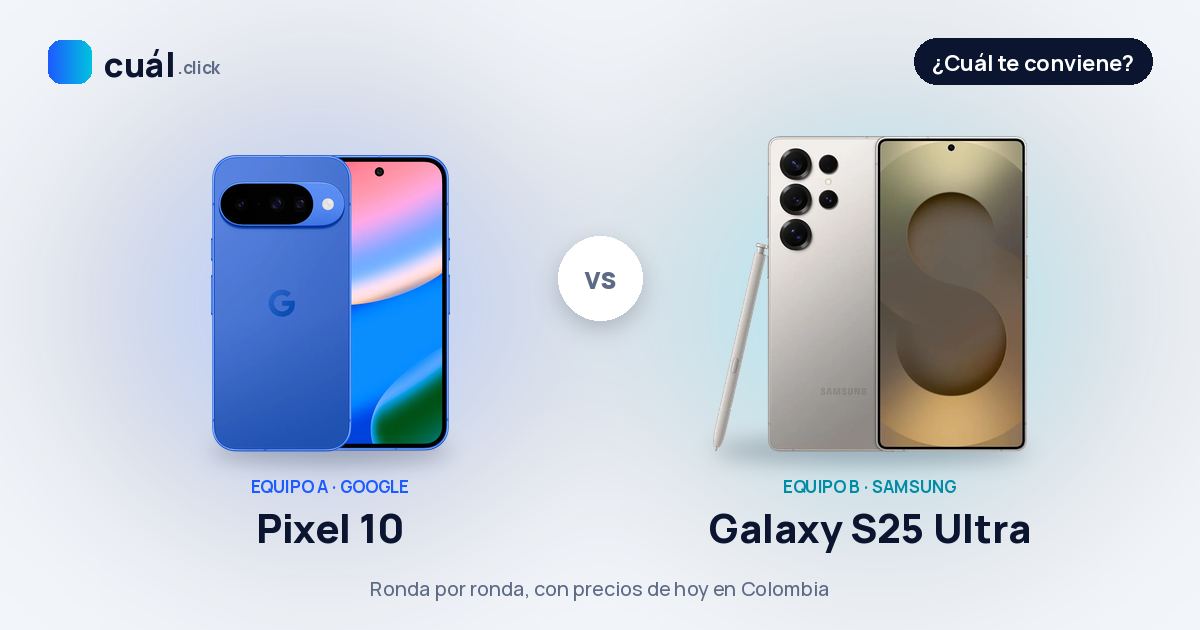 cuál.click
¿Cuál te conviene?
VS
SAMSUNG
EQUIPO A · GOOGLE
Pixel 10
EQUIPO B · SAMSUNG
Galaxy S25 Ultra
Ronda por ronda, con precios de hoy en Colombia